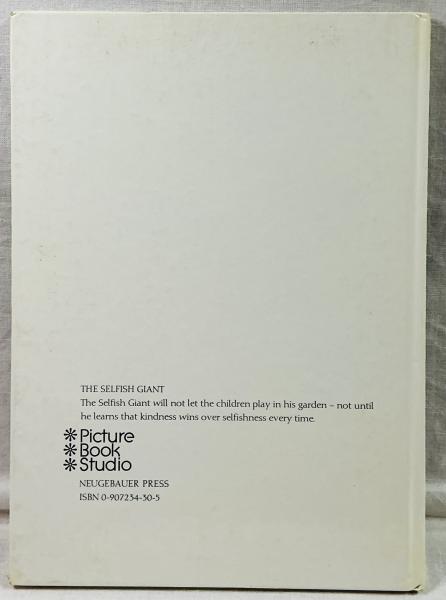 THE SELFISH GIANT
The Selfish Giant will not let the children play in his garden – not until
he learns that kindness wins over selfishness every time.
Picture
Book
Studio
NEUGEBAUER PRESS
ISBN 0-907234-30-5